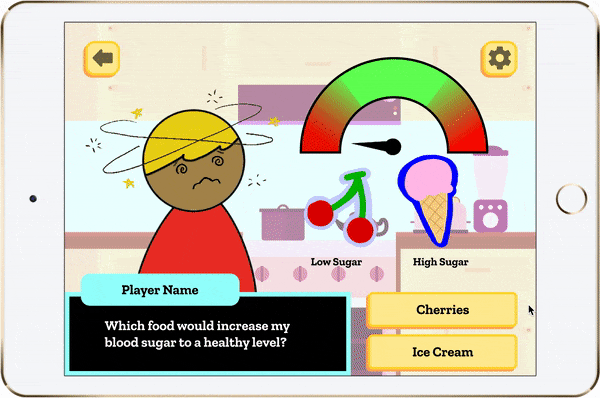 Low Sugar
High Sugar
Player Name
Which food would increase my
blood sugar to a healthy level?
Cherries
Ice Cream